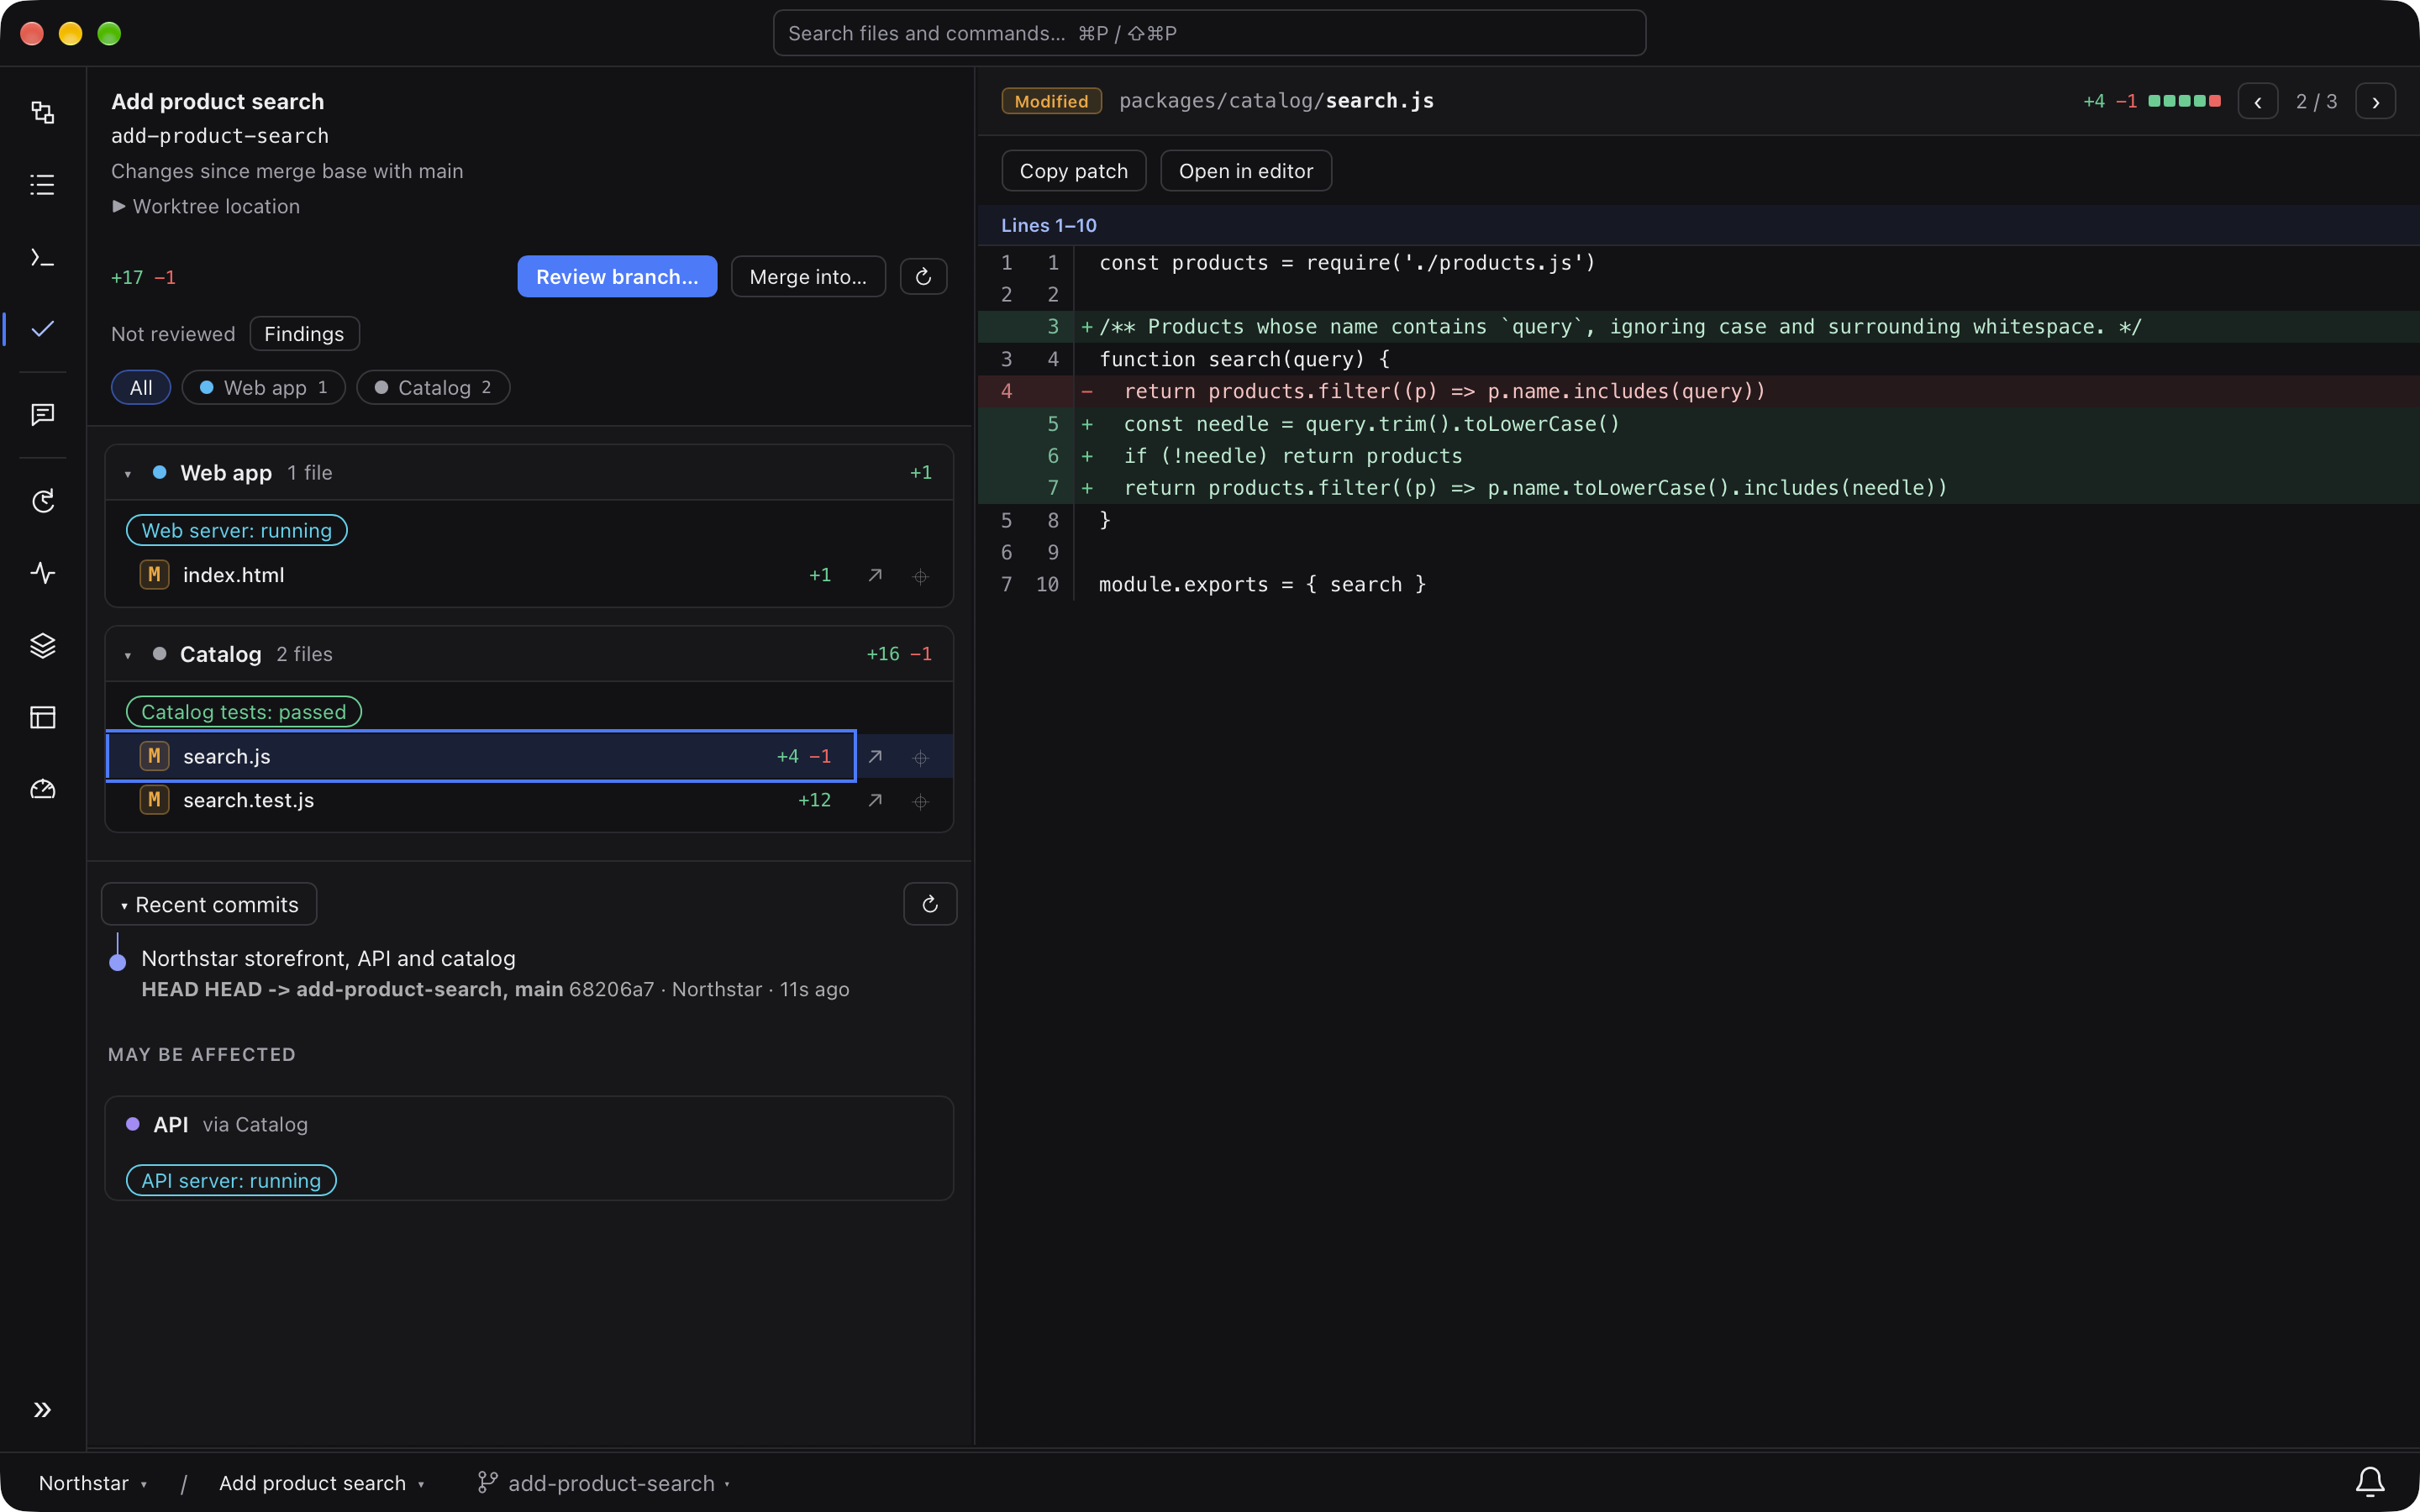 Search files and commands... ⌘P / ⇧⌘P
Add product search
add-product-search
Changes since merge base with main
Worktree location
+17 −1
Review branch...
Merge into...
Not reviewed
Findings
All
Web app 1
Catalog 2
Web app 1 file +1
Web server: running
M index.html +1
Catalog 2 files +16 −1
Catalog tests: passed
M search.js +4 −1
M search.test.js +12
Recent commits
Northstar storefront, API and catalog
HEAD HEAD -> add-product-search, main 68206a7 · Northstar · 11s ago
MAY BE AFFECTED
API via Catalog
API server: running
Modified packages/catalog/search.js
+4 −1
2 / 3
Copy patch
Open in editor
Lines 1–10
1 1 const products = require('./products.js')
2 2
3 + /** Products whose name contains `query`, ignoring case and surrounding whitespace. */
3 4 function search(query) {
4 − return products.filter((p) => p.name.includes(query))
5 + const needle = query.trim().toLowerCase()
6 + if (!needle) return products
7 + return products.filter((p) => p.name.toLowerCase().includes(needle))
5 8 }
6 9
7 10 module.exports = { search }
Northstar / Add product search add-product-search